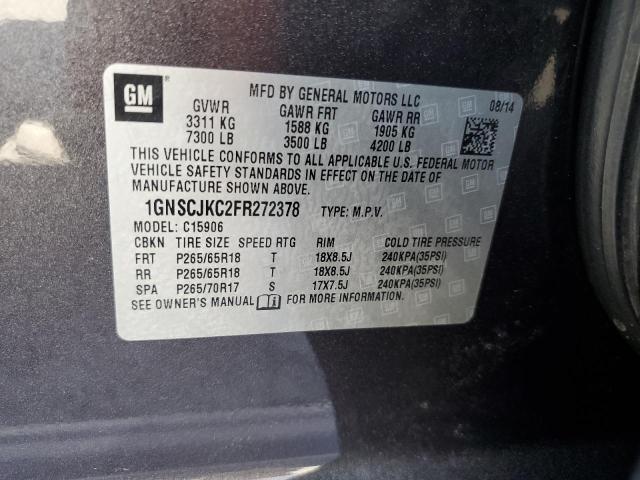 GM ®
MFD BY GENERAL MOTORS LLC 08/14
GVWR GAWR FRT GAWR RR
3311 KG 1588 KG 1905 KG
7300 LB 3500 LB 4200 LB
THIS VEHICLE CONFORMS TO ALL APPLICABLE U.S. FEDERAL MOTOR
VEHICLE SAFETY STANDARDS IN EFFECT ON THE DATE OF
MANUFACTURE SHOWN ABOVE.
1GNSCJKC2FR272378 TYPE: M.P.V.
MODEL: C15906
CBKN TIRE SIZE SPEED RTG RIM COLD TIRE PRESSURE
FRT P265/65R18 T 18X8.5J 240KPA(35PSI)
RR P265/65R18 T 18X8.5J 240KPA(35PSI)
SPA P265/70R17 S 17X7.5J 240KPA(35PSI)
SEE OWNER'S MANUAL FOR MORE INFORMATION.